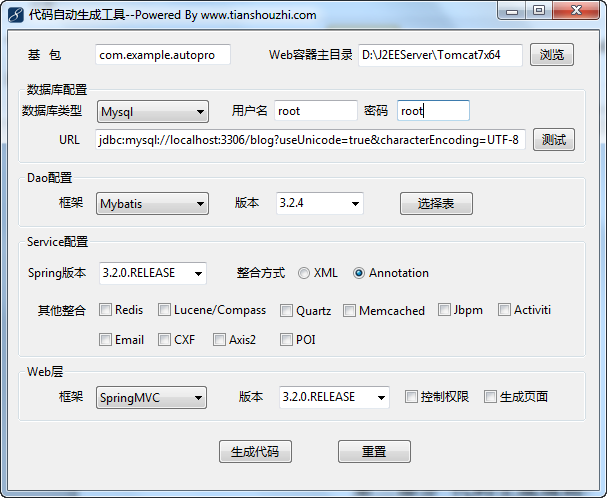 代码自动生成工具--Powered By www.tianshouzhi.com
基 包 com.example.autopro Web容器主目录 D:\J2EEServer\Tomcat7x64 浏览
数据库配置
数据库类型 Mysql 用户名 root 密码 root
URL jdbc:mysql://localhost:3306/blog?useUnicode=true&characterEncoding=UTF-8 测试
Dao配置
框架 Mybatis 版本 3.2.4 选择表
Service配置
Spring版本 3.2.0.RELEASE 整合方式 XML Annotation
其他整合 Redis Lucene/Compass Quartz Memcached Jbpm Activiti
Email CXF Axis2 POI
Web层
框架 SpringMVC 版本 3.2.0.RELEASE 控制权限 生成页面
生成代码 重置